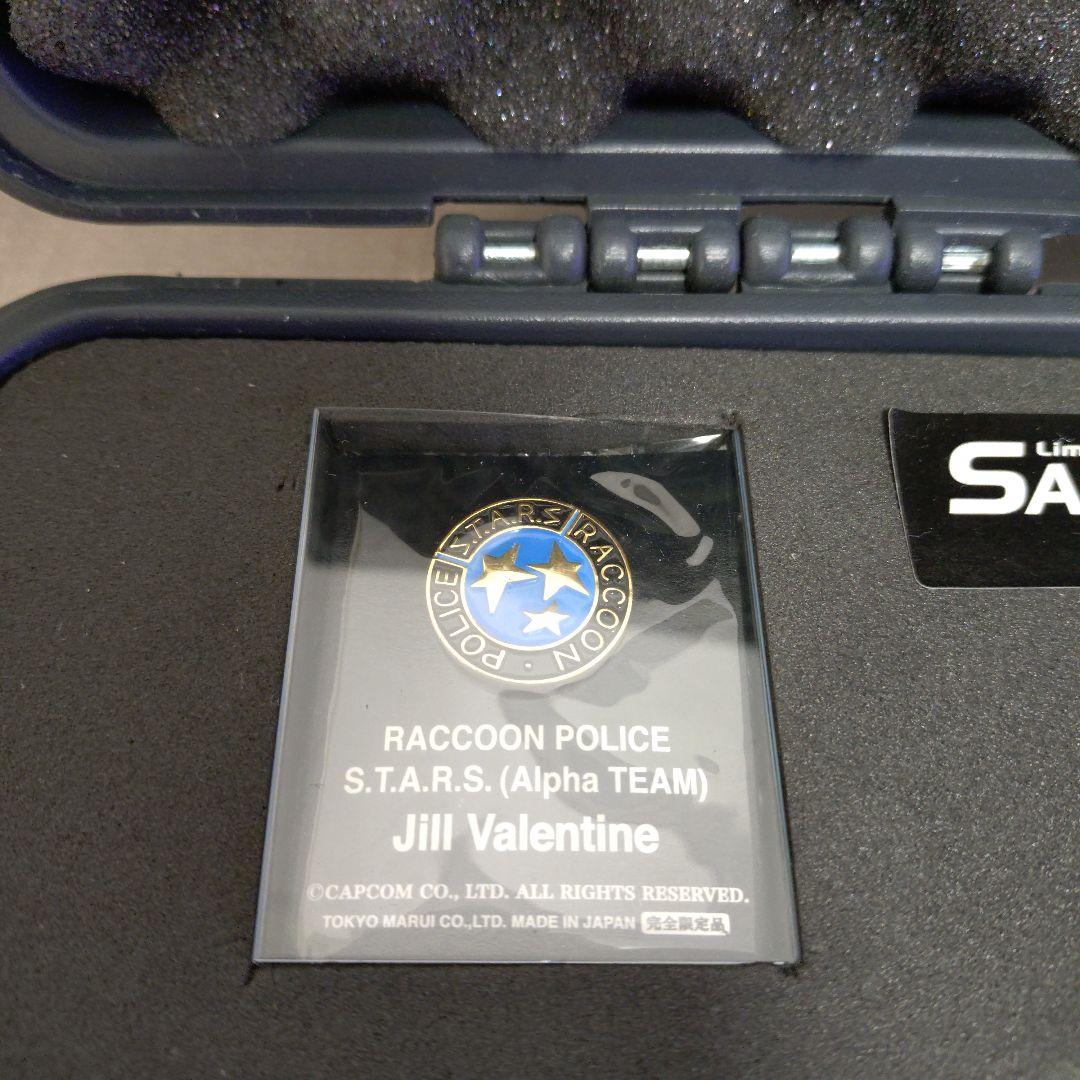 S.T.A.R.S
RACCOON · POLICE
RACCOON POLICE
S.T.A.R.S. (Alpha TEAM)
Jill Valentine
©CAPCOM CO., LTD. ALL RIGHTS RESERVED.
TOKYO MARUI CO.,LTD. MADE IN JAPAN 完全限定品
Lim
SA